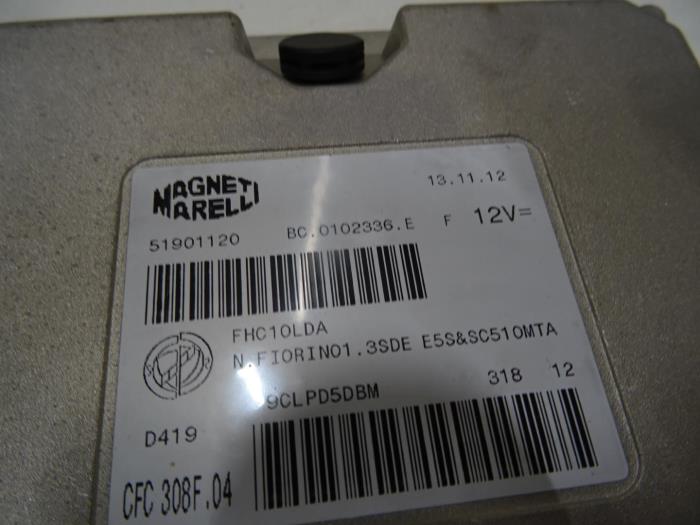 MAGNETI
MARELLI
13.11.12
51901120 BC.0102336.E F 12V=
FHC10LDA
N.FIORINO1.3SDE E5S&SC510MTA
9CLPD5DBM 318 12
D419
CFC 308F.04